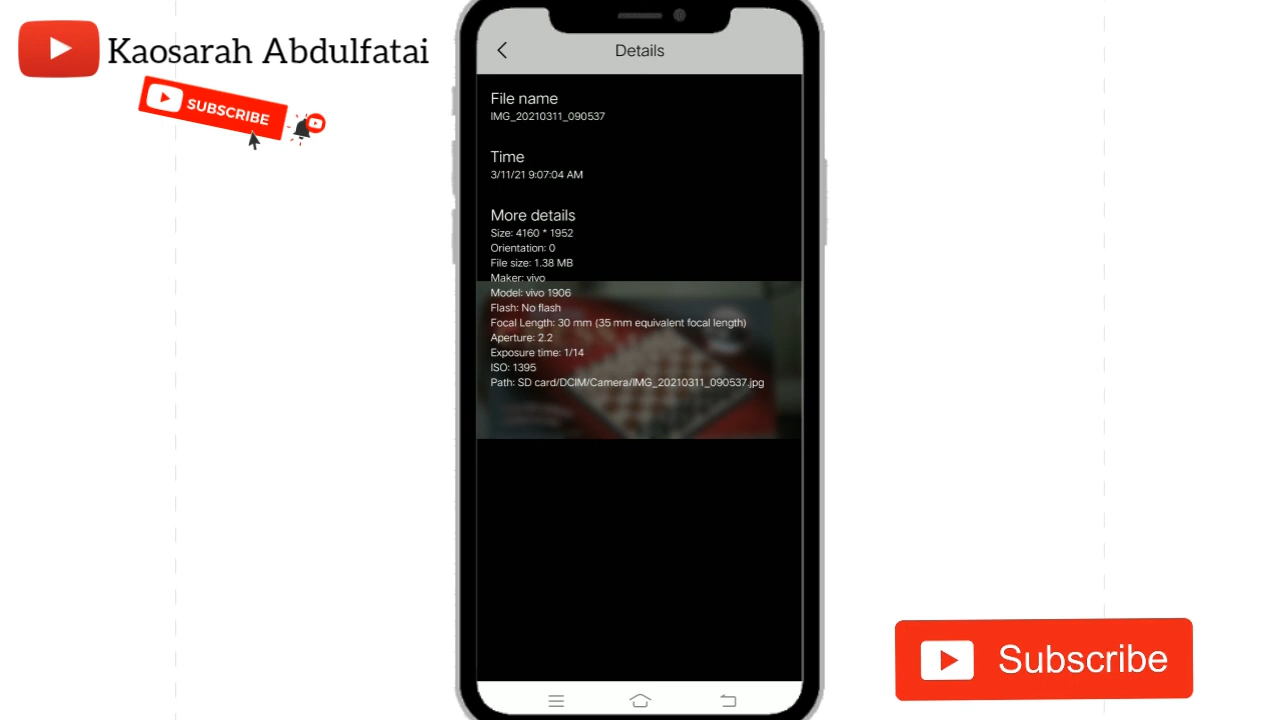 Kaosarah Abdulfatai
SUBSCRIBE
Details
File name
IMG_20210311_090537
Time
3/11/21 9:07:04 AM
More details
Size: 4160 * 1952
Orientation: 0
File size: 1.38 MB
Maker: vivo
Model: vivo 1906
Flash: No flash
Focal Length: 30 mm (35 mm equivalent focal length)
Aperture: 2.2
Exposure time: 1/14
ISO: 1395
Path: SD card/DCIM/Camera/IMG_20210311_090537.jpg
Subscribe